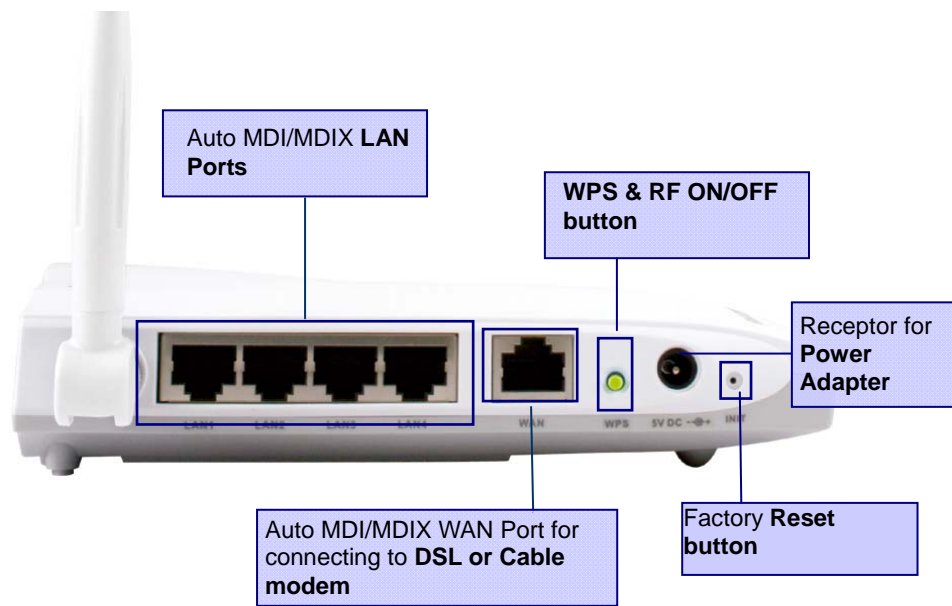 Auto MDI/MDIX LAN
Ports
WPS & RF ON/OFF
button
Receptor for
Power
Adapter
LAN1 LAN2 LAN3 LAN4 WAN WPS 5V DC INIT
Auto MDI/MDIX WAN Port for
connecting to DSL or Cable
modem
Factory Reset
button